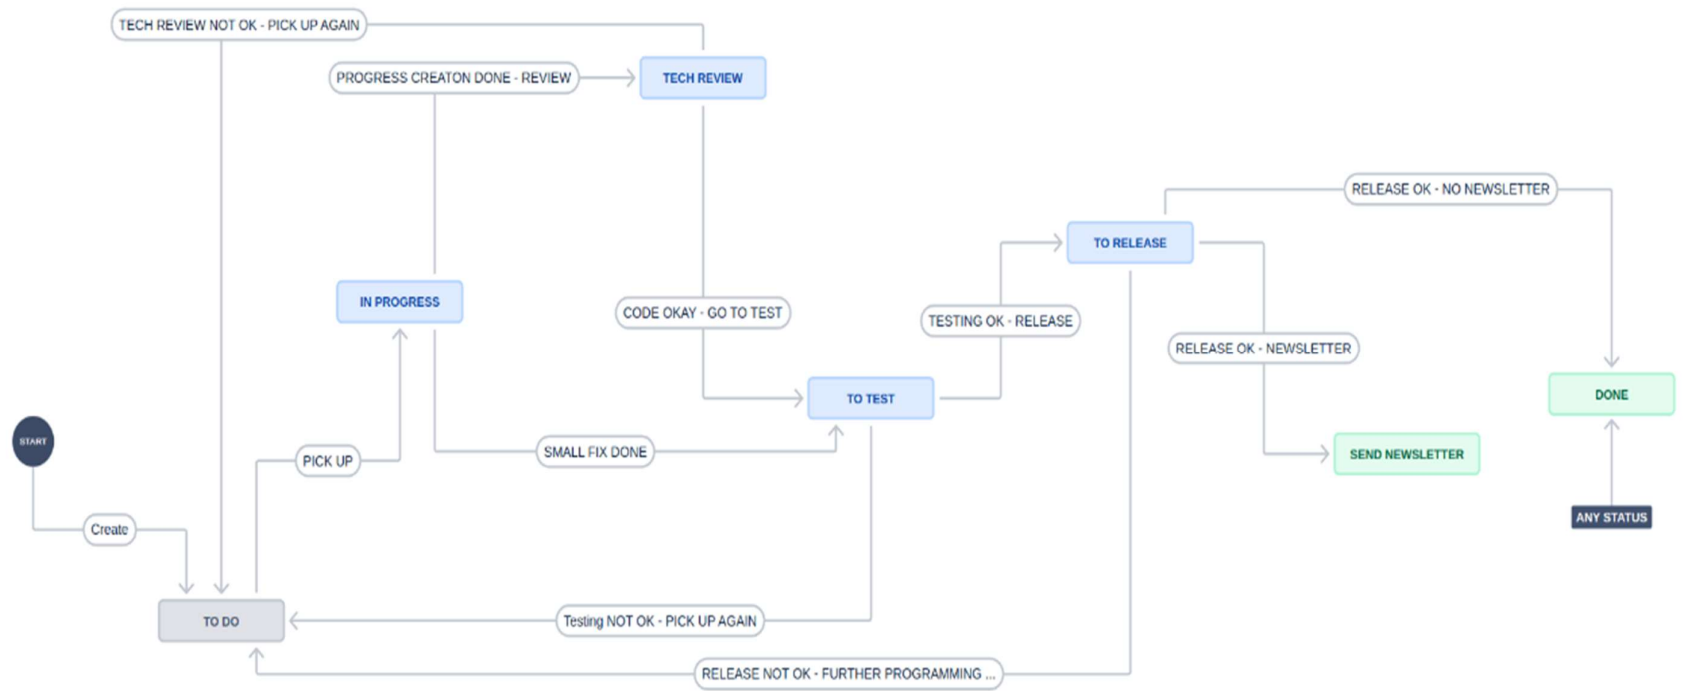 TECH REVIEW NOT OK - PICK UP AGAIN
PROGRESS CREATON DONE - REVIEW
TECH REVIEW
RELEASE OK - NO NEWSLETTER
TO RELEASE
IN PROGRESS
CODE OKAY - GO TO TEST
TESTING OK - RELEASE
RELEASE OK - NEWSLETTER
TO TEST
DONE
START
PICK UP
SMALL FIX DONE
SEND NEWSLETTER
ANY STATUS
Create
TO DO
Testing NOT OK - PICK UP AGAIN
RELEASE NOT OK - FURTHER PROGRAMMING ...